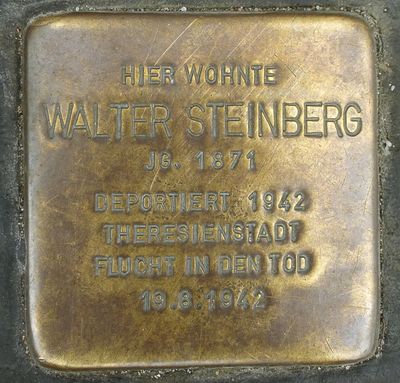 HIER WOHNTE
WALTER STEINBERG
JG. 1871
DEPORTIERT 1942
THERESIENSTADT
FLUCHT IN DEN TOD
19.8.1942